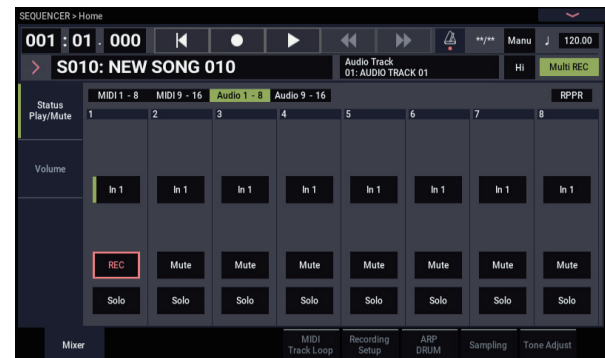 SEQUENCER > Home
001 : 01 . 000 **/** Manu ♩ 120.00
S010: NEW SONG 010 Audio Track Hi Multi REC
01: AUDIO TRACK 01
Status MIDI 1 - 8 MIDI 9 - 16 Audio 1 - 8 Audio 9 - 16 RPPR
Play/Mute 1 2 3 4 5 6 7 8
Volume
In 1 In 1 In 1 In 1 In 1 In 1 In 1 In 1
REC Mute Mute Mute Mute Mute Mute Mute
Solo Solo Solo Solo Solo Solo Solo Solo
Mixer MIDI Recording ARP Sampling Tone Adjust
Track Loop Setup DRUM